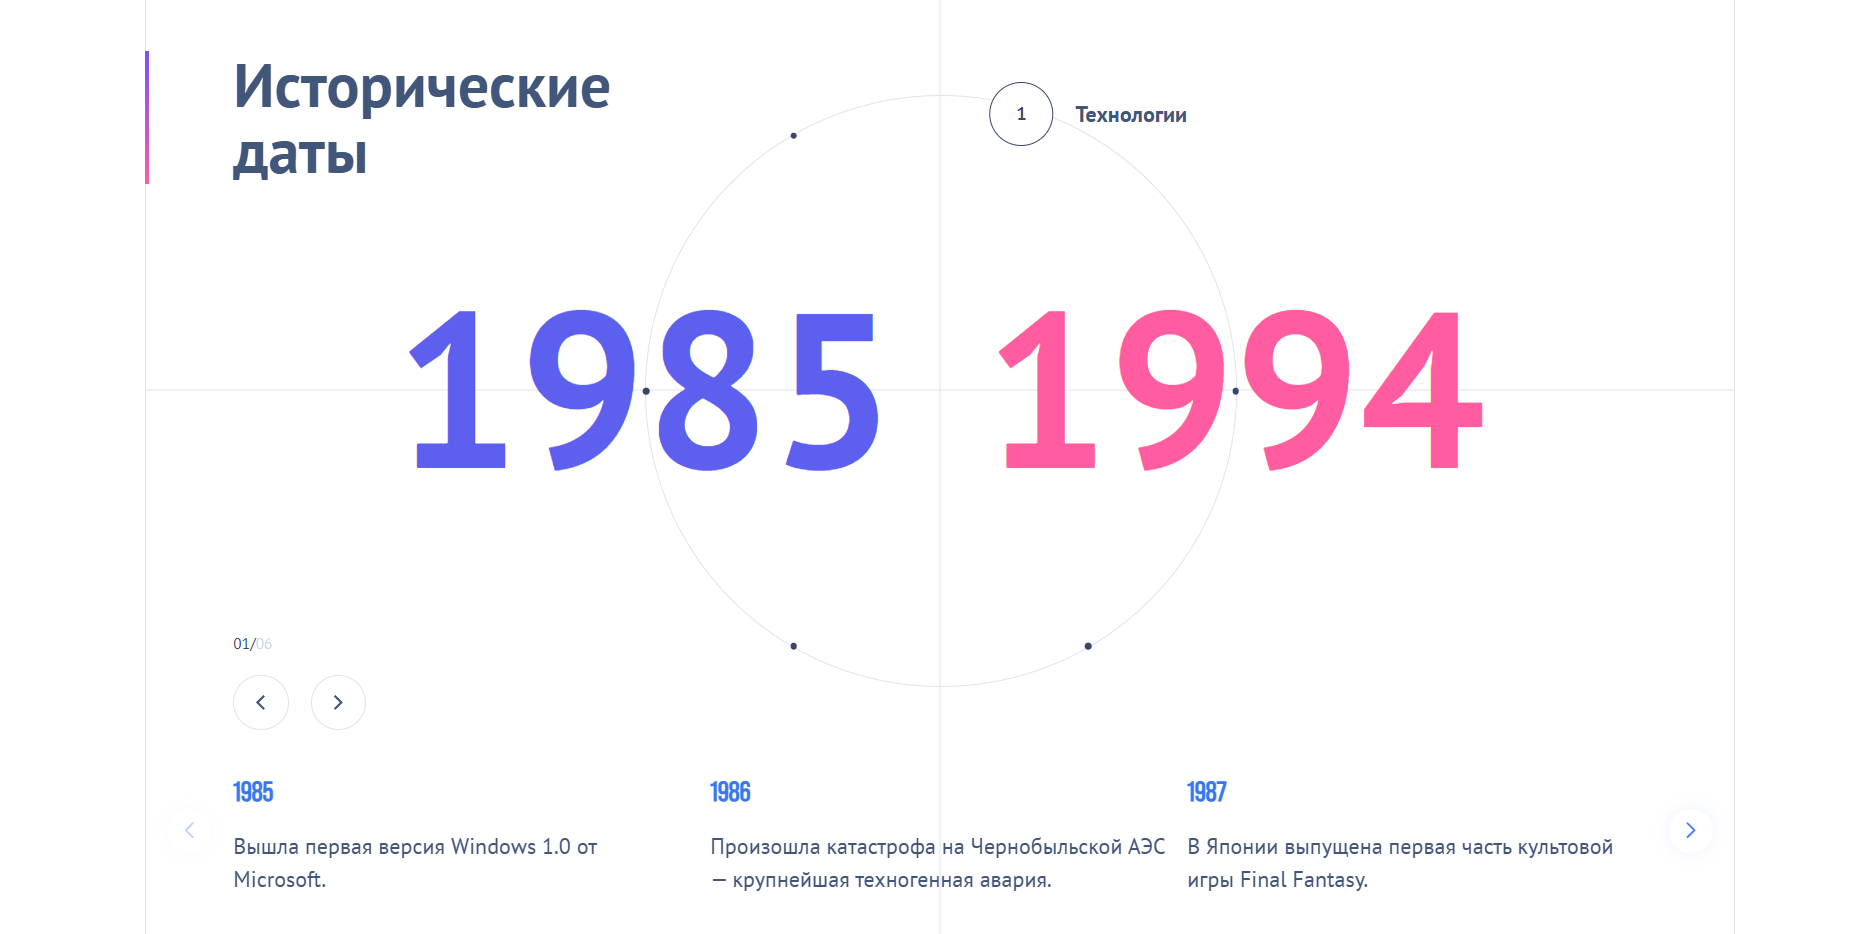 Исторические
даты
1 Технологии
1985 1994
01/06
1985
Вышла первая версия Windows 1.0 от
Microsoft.
1986
Произошла катастрофа на Чернобыльской АЭС
— крупнейшая техногенная авария.
1987
В Японии выпущена первая часть культовой
игры Final Fantasy.